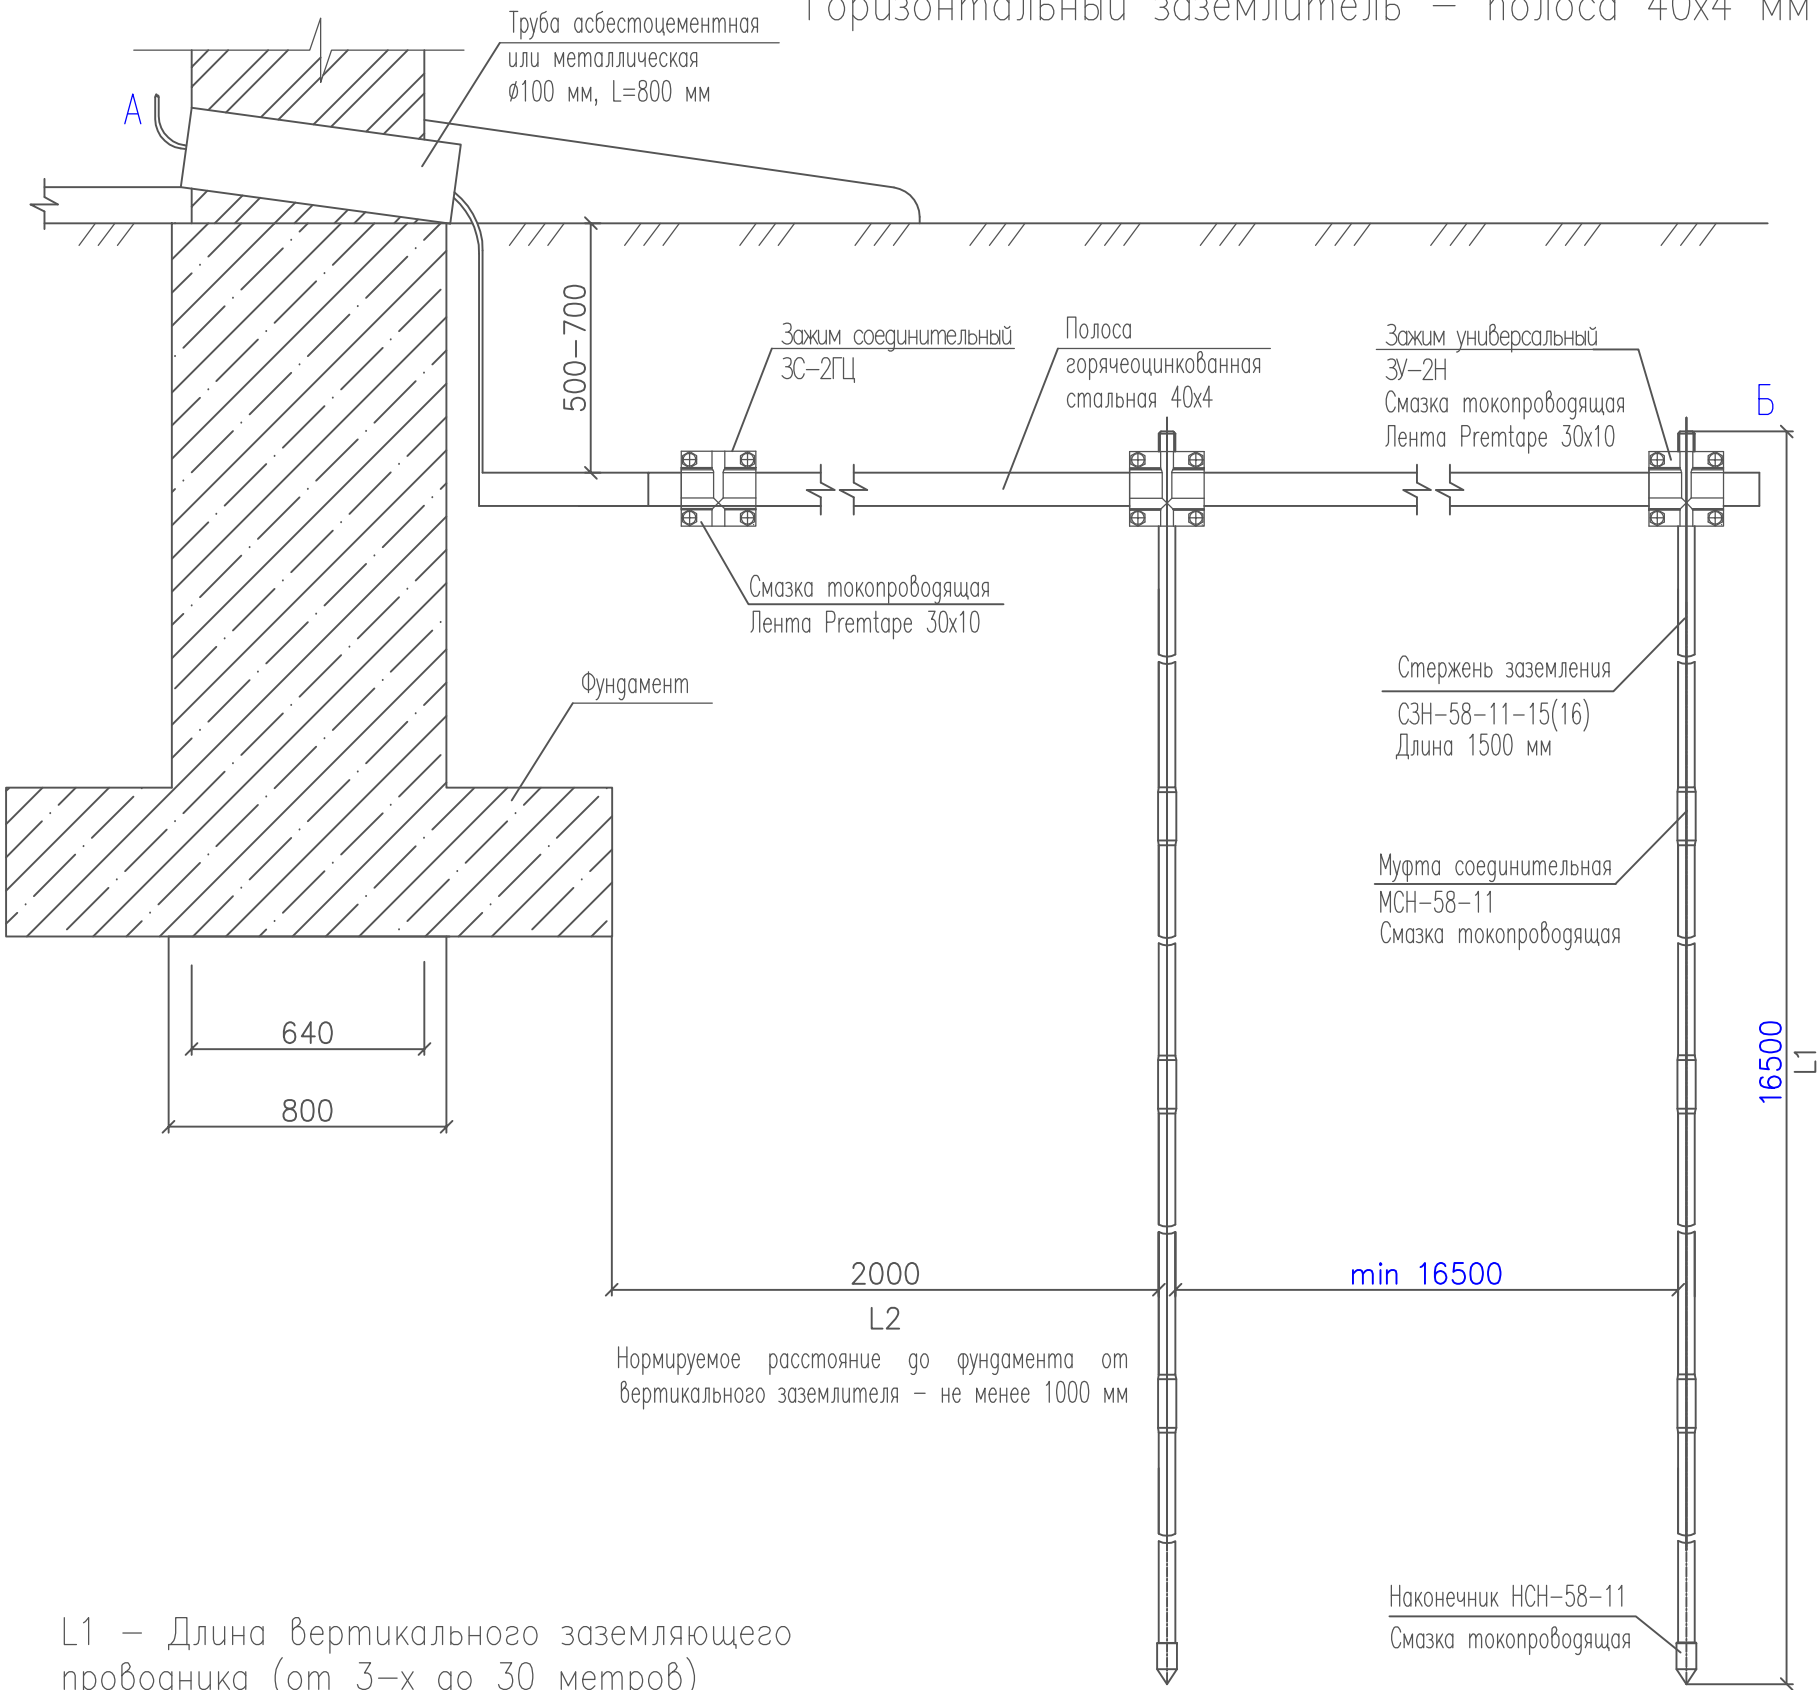 Горизонтальный заземлитель – полоса 40х4 мм
Труба асбестоцементная
или металлическая
ϕ100 мм, L=800 мм
А
500–700
Зажим соединительный
ЗС–2ГЦ
Полоса
горячеоцинкованная
стальная 40х4
Зажим универсальный
ЗУ–2Н
Смазка токопроводящая
Лента Premtape 30х10
Б
Смазка токопроводящая
Лента Premtape 30х10
Фундамент
Стержень заземления
СЗН–58–11–15(16)
Длина 1500 мм
Муфта соединительная
МСН–58–11
Смазка токопроводящая
640
800
16500
L1
2000
L2
min 16500
Нормируемое расстояние до фундамента от
вертикального заземлителя – не менее 1000 мм
Наконечник НСН–58–11
Смазка токопроводящая
L1 – Длина вертикального заземляющего
проводника (от 3–х до 30 метров)